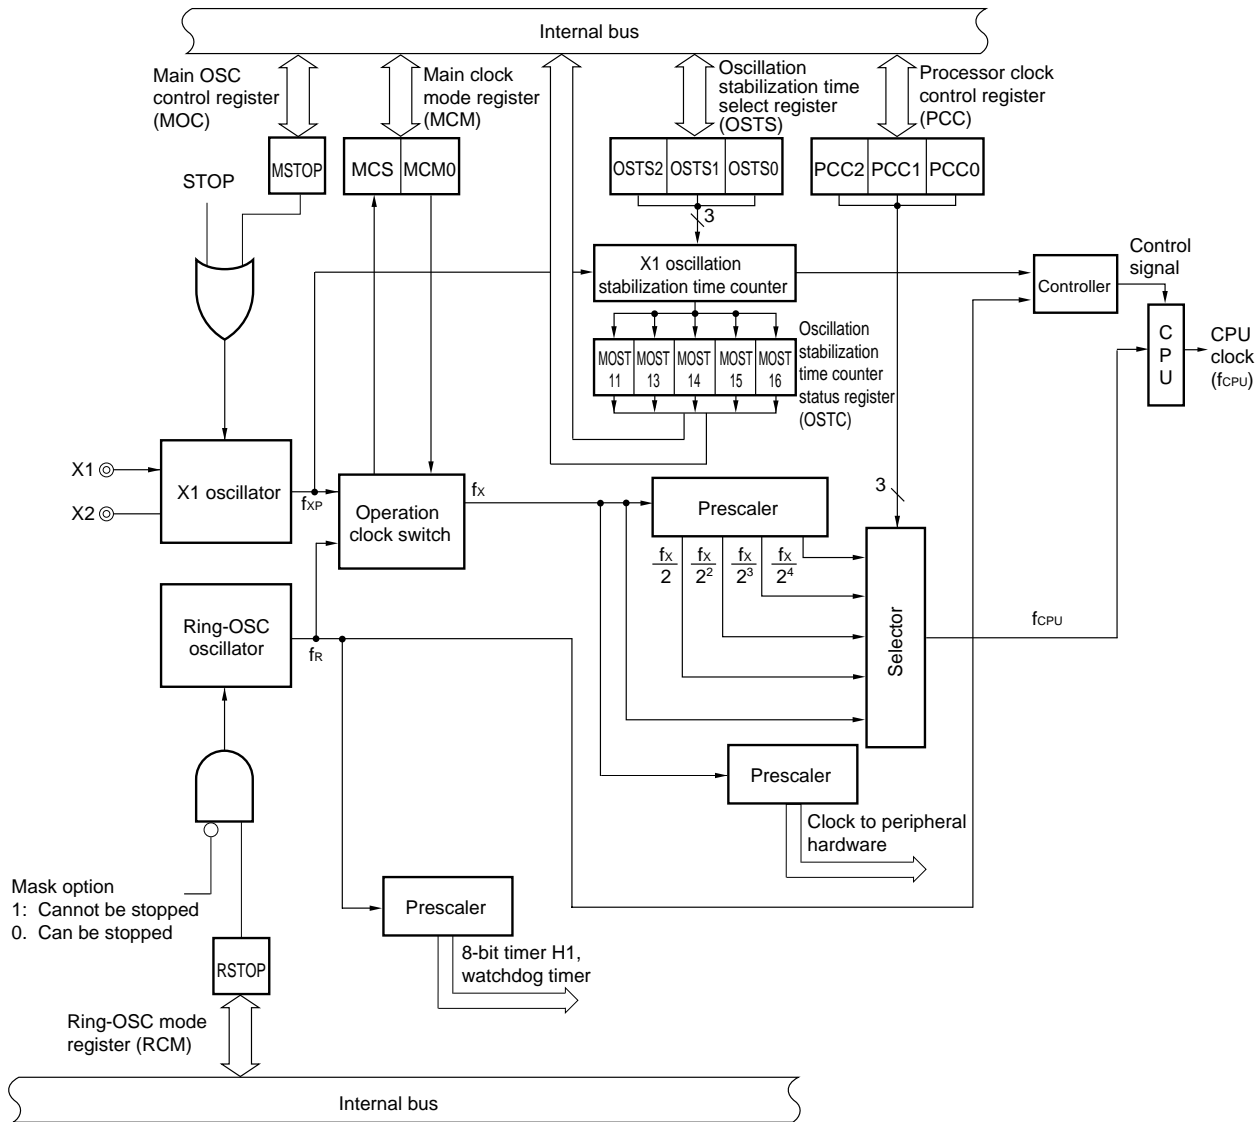 Internal bus
Main OSC
control register
(MOC)
Main clock
mode register
(MCM)
Oscillation
stabilization time
select register
(OSTS)
Processor clock
control register
(PCC)
STOP
MSTOP
MCS
MCM0
OSTS2
OSTS1
OSTS0
PCC2
PCC1
PCC0
3
X1 oscillation
stabilization time counter
Controller
Control
signal
CPU
CPU
clock
(fCPU)
MOST
11
MOST
13
MOST
14
MOST
15
MOST
16
Oscillation
stabilization
time counter
status register
(OSTC)
X1
X2
X1 oscillator
fXP
Operation
clock switch
fX
Prescaler
3
fX/2
fX/2²
fX/2³
fX/2⁴
Selector
fCPU
Ring-OSC
oscillator
fR
Prescaler
Clock to peripheral
hardware
Mask option
1: Cannot be stopped
0. Can be stopped
Prescaler
8-bit timer H1,
watchdog timer
RSTOP
Ring-OSC mode
register (RCM)
Internal bus